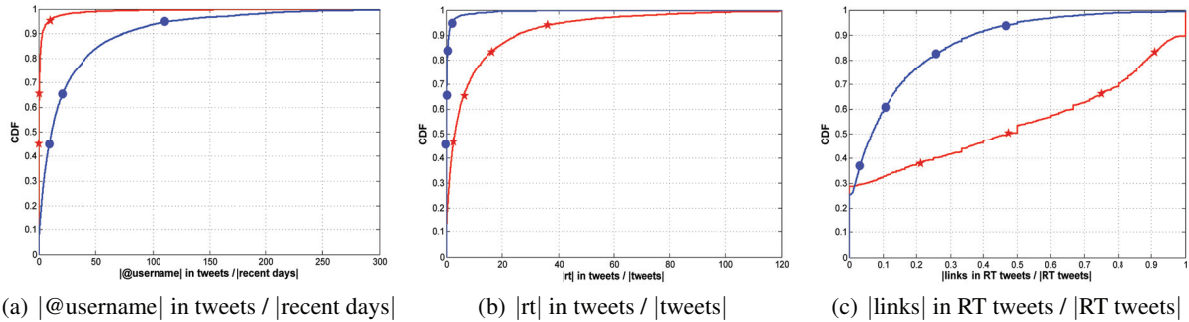 1
0.9
0.8
0.7
0.6
0.5
0.4
0.3
0.2
0.1
0
CDF
0 50 100 150 200 250 300
|@username| in tweets / |recent days|
(a) |@username| in tweets / |recent days|
1
0.9
0.8
0.7
0.6
0.5
0.4
0.3
0.2
0.1
0
CDF
0 20 40 60 80 100 120
|rt| in tweets / |tweets|
(b) |rt| in tweets / |tweets|
1
0.9
0.8
0.7
0.6
0.5
0.4
0.3
0.2
0.1
0
CDF
0 0.1 0.2 0.3 0.4 0.5 0.6 0.7 0.8 0.9 1
|links in RT tweets / |RT tweets|
(c) |links| in RT tweets / |RT tweets|